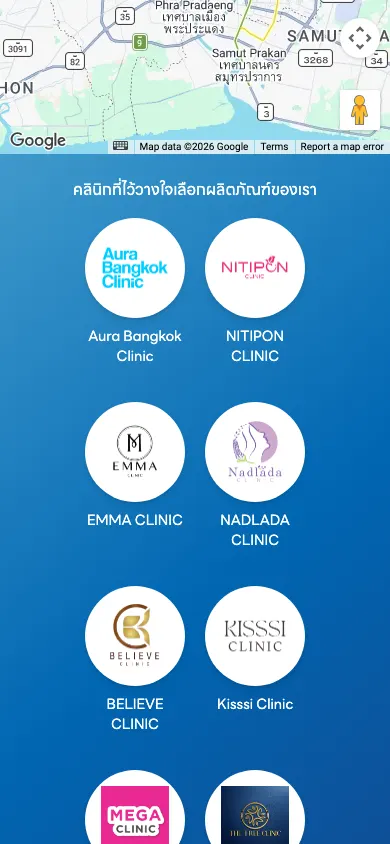 Phra Pradaeng
เทศบาลเมือง
พระประแดง
35
3091
9
82
Samut Prakan
เทศบาลนคร
สมุทรปราการ
3268
34
3
Google
Map data ©2026 Google
Terms
Report a map error
คลินิกที่ไว้วางใจเลือกผลิตภัณฑ์ของเรา
Aura
Bangkok
Clinic
NITIPON
CLINIC
Aura Bangkok
Clinic
NITIPON
CLINIC
M
EMMA
CLINIC
Nadlada
CLINIC
EMMA CLINIC
NADLADA
CLINIC
BELIEVE
CLINIC
KISSSI
CLINIC
BELIEVE
CLINIC
Kisssi Clinic
MEGA
CLINIC
THE TREE CLINIC